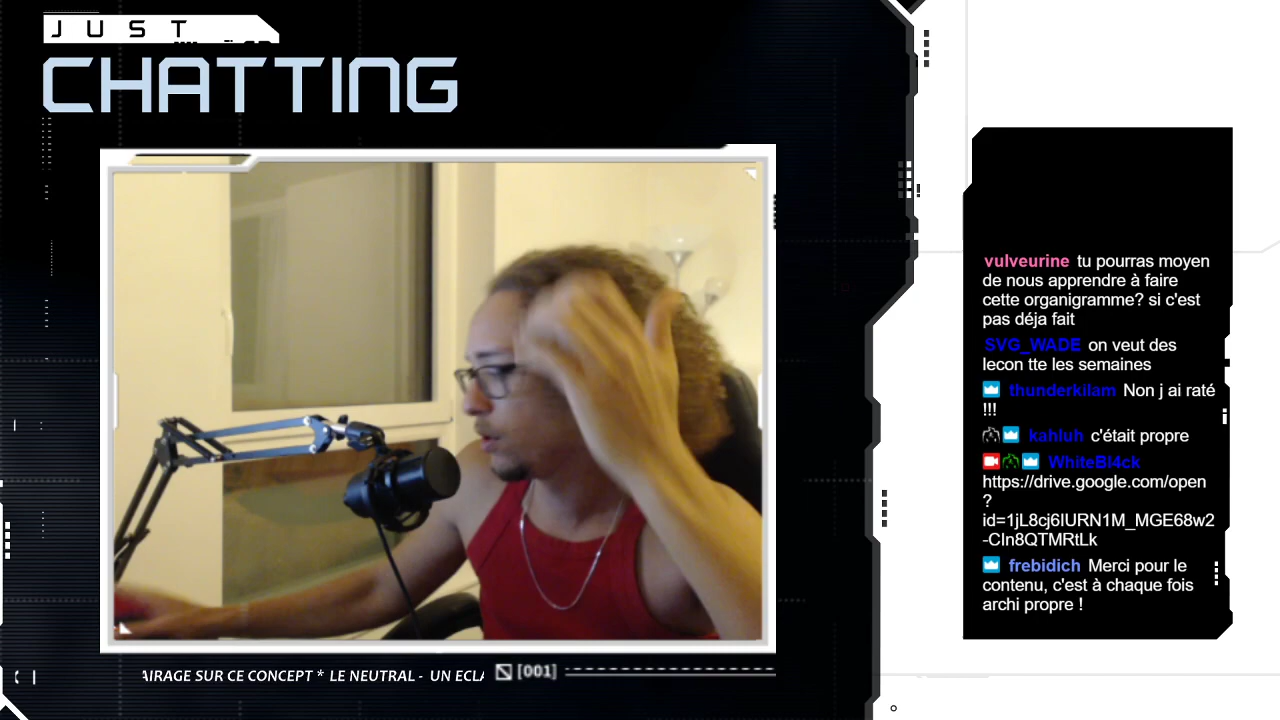 JUST
CHATTING
vulveurine tu pourras moyen
de nous apprendre à faire
cette organigramme? si c'est
pas déja fait
SVG_WADE on veut des
lecon tte les semaines
thunderkilam Non j ai raté
!!!
kahluh c'était propre
WhiteBl4ck
https://drive.google.com/open
?
id=1jL8cj6lURN1M_MGE68w2
-Cln8QTMRtLk
frebidich Merci pour le
contenu, c'est à chaque fois
archi propre !
AIRAGE SUR CE CONCEPT * LE NEUTRAL - UN ECLA
[001]